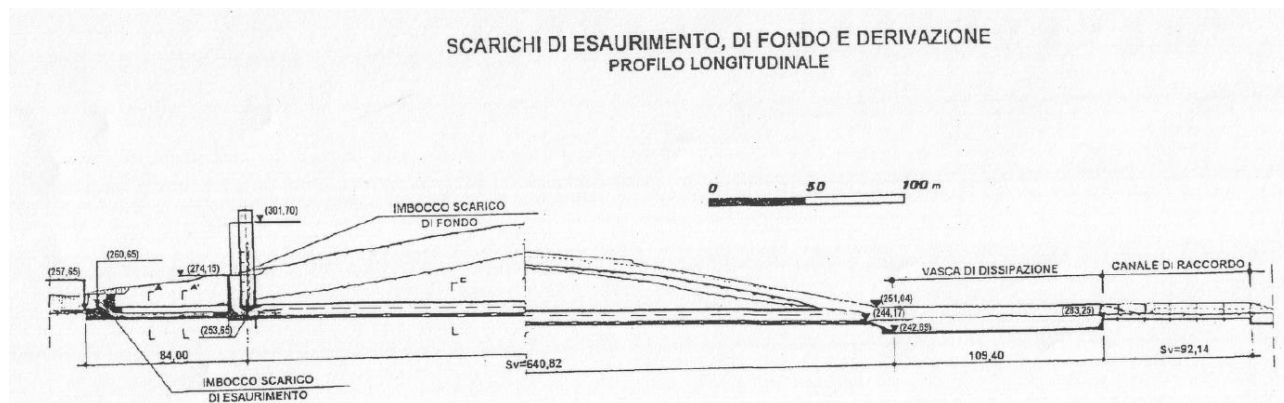 SCARICHI DI ESAURIMENTO, DI FONDO E DERIVAZIONE
PROFILO LONGITUDINALE
0 50 100 m
(301,70)
IMBOCCO SCARICO
DI FONDO
(260,65)
(257,65)
(274,15)
VASCA DI DISSIPAZIONE
CANALE DI RACCORDO
(251,04)
(244,17)
(242,69)
(253,65)
L L L
84,00
Sv=640,82
109,40
Sv=92,14
IMBOCCO SCARICO
DI ESAURIMENTO